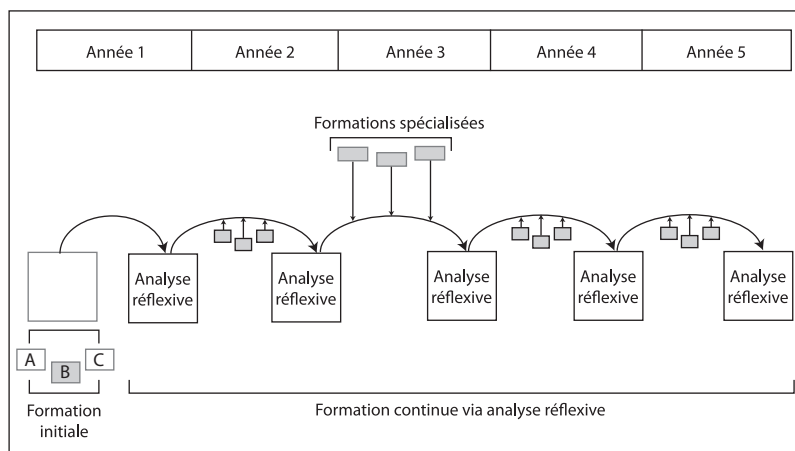 Année 1
Année 2
Année 3
Année 4
Année 5
Formations spécialisées
Analyse
réflexive
Analyse
réflexive
Analyse
réflexive
Analyse
réflexive
Analyse
réflexive
A
B
C
Formation
initiale
Formation continue via analyse réflexive